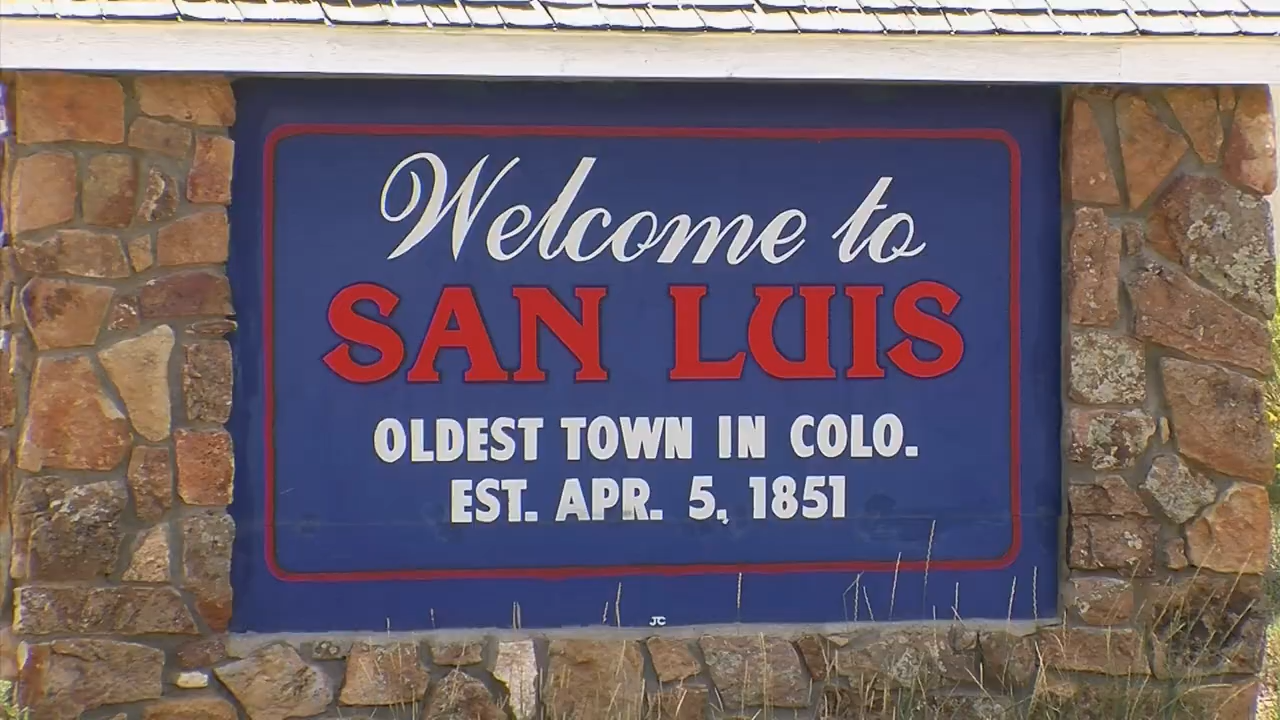 Welcome to
SAN LUIS
OLDEST TOWN IN COLO.
EST. APR. 5, 1851
JC